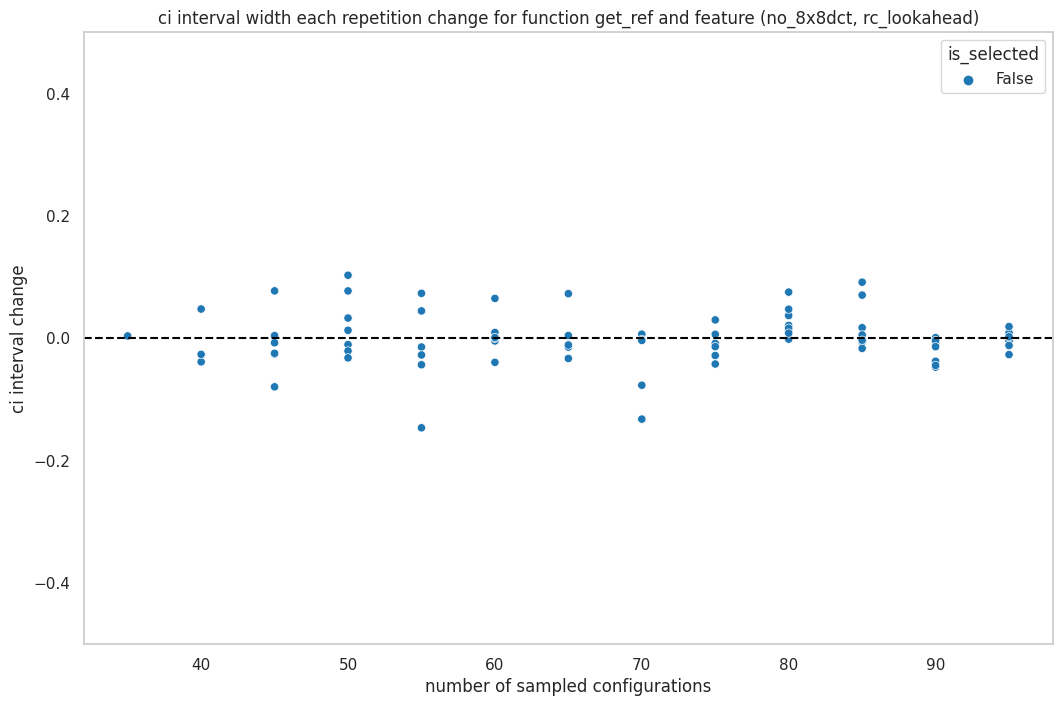 ci interval width each repetition change for function get_ref and feature (no_8x8dct, rc_lookahead)
is_selected
False
ci interval change
0.4
0.2
0.0
−0.2
−0.4
40 50 60 70 80 90
number of sampled configurations